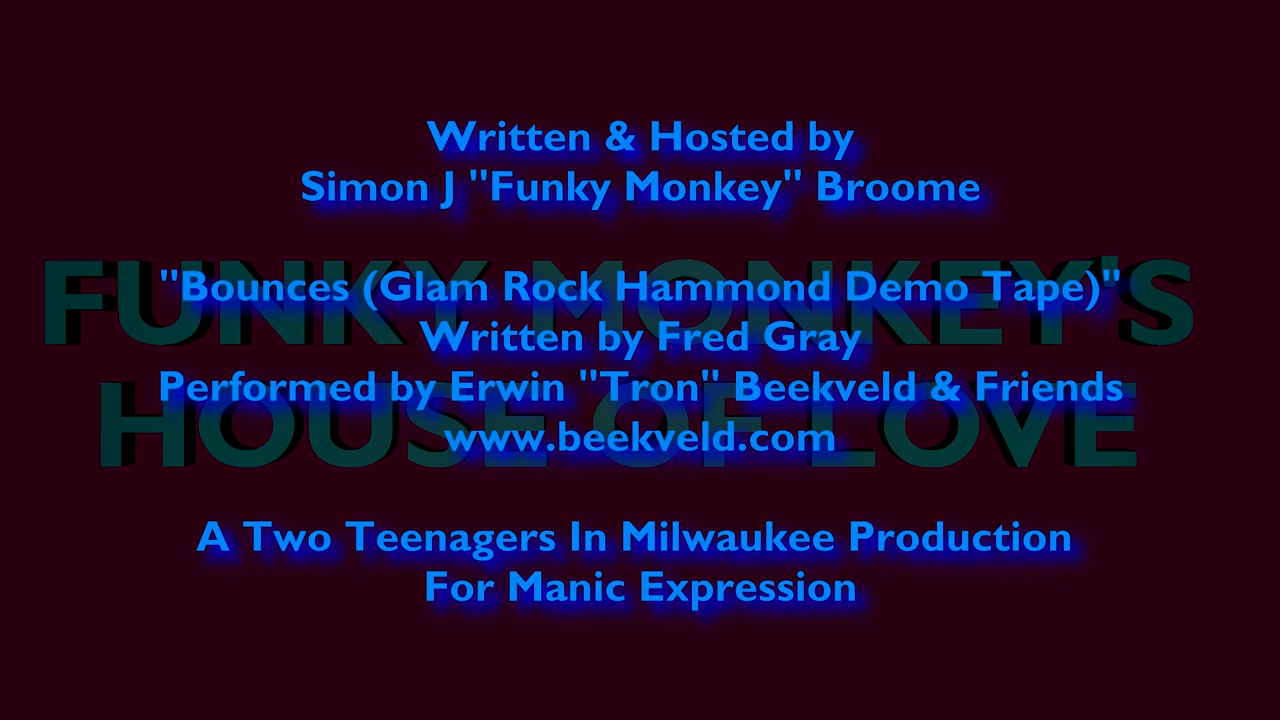 Written & Hosted by
Simon J "Funky Monkey" Broome
FUNKY MONKEY'S
"Bounces (Glam Rock Hammond Demo Tape)"
Written by Fred Gray
HOUSE OF LOVE
Performed by Erwin "Tron" Beekveld & Friends
www.beekveld.com
A Two Teenagers In Milwaukee Production
For Manic Expression